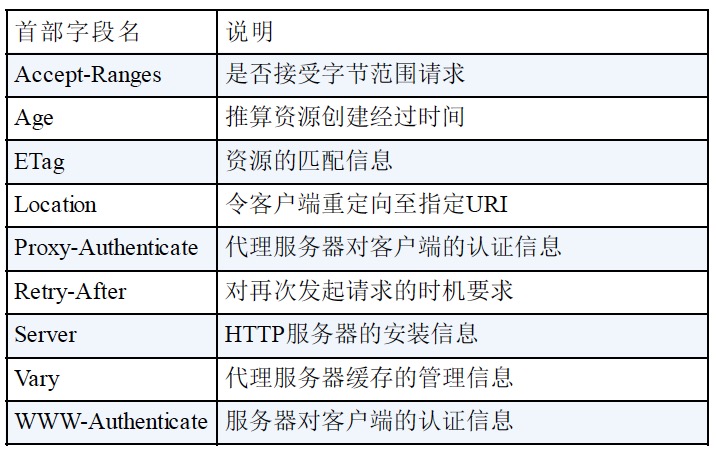 首部字段名 说明
Accept-Ranges 是否接受字节范围请求
Age 推算资源创建经过时间
ETag 资源的匹配信息
Location 令客户端重定向至指定URI
Proxy-Authenticate 代理服务器对客户端的认证信息
Retry-After 对再次发起请求的时机要求
Server HTTP服务器的安装信息
Vary 代理服务器缓存的管理信息
WWW-Authenticate 服务器对客户端的认证信息